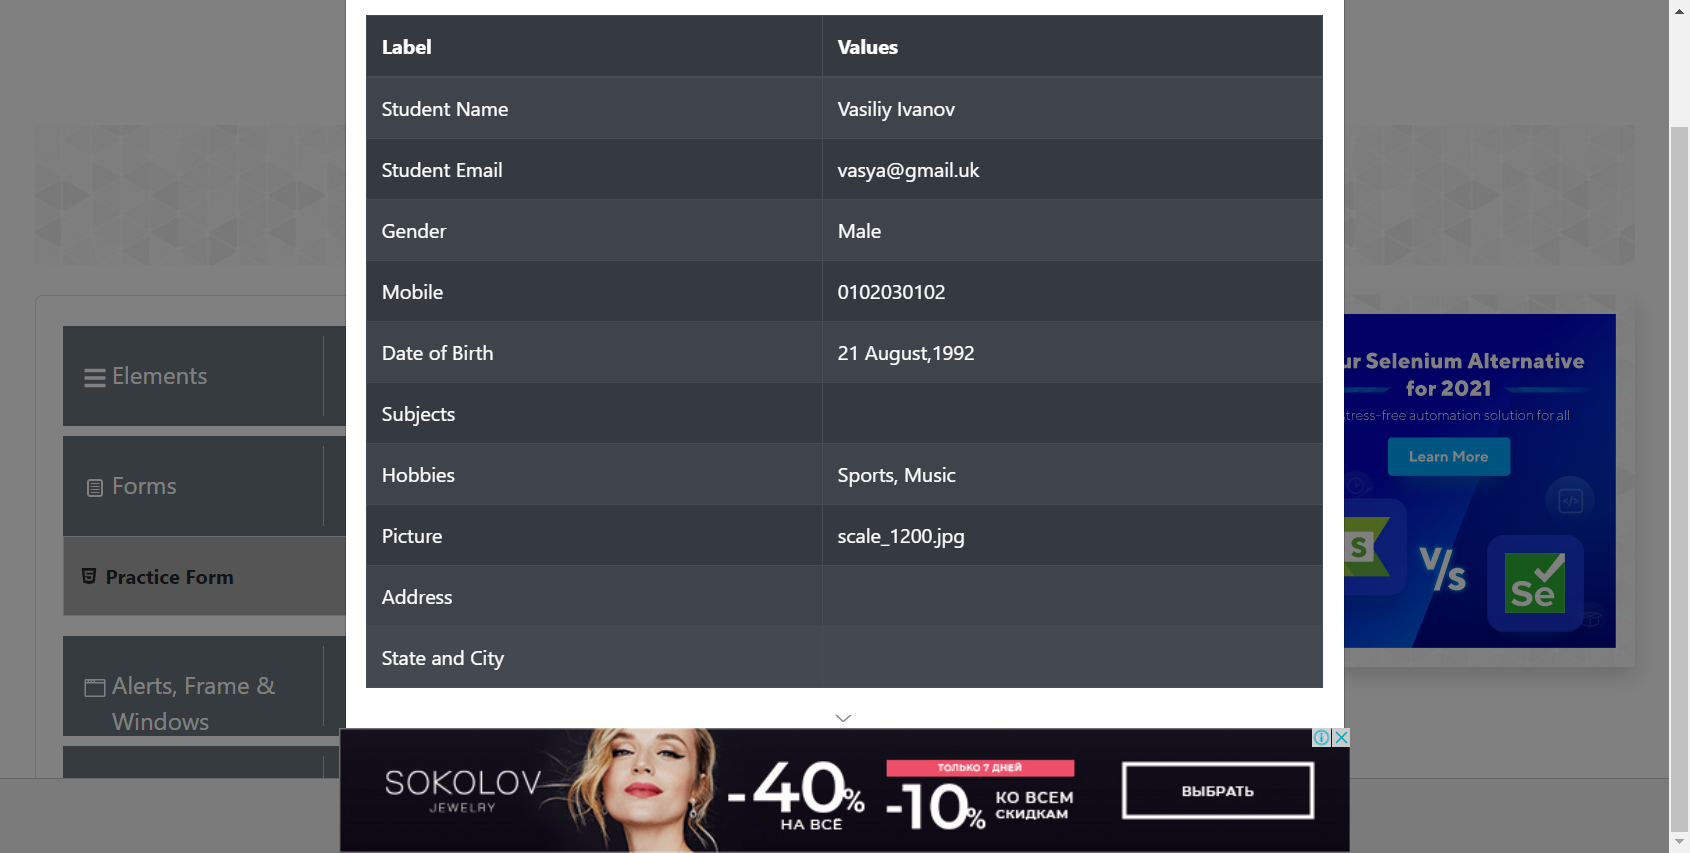 Label Values
Student Name Vasiliy Ivanov
Student Email vasya@gmail.uk
Gender Male
Mobile 0102030102
Date of Birth 21 August,1992
Subjects
Hobbies Sports, Music
Picture scale_1200.jpg
Address
State and City
Elements
Forms
Practice Form
Alerts, Frame &
Windows
ur Selenium Alternative
for 2021
tress-free automation solution for all
Learn More
</>
S
V/s
Se
SOKOLOV
JEWELRY
-40%
НА ВСЁ
ТОЛЬКО 7 ДНЕЙ
-10%
КО ВСЕМ
СКИДКАМ
ВЫБРАТЬ